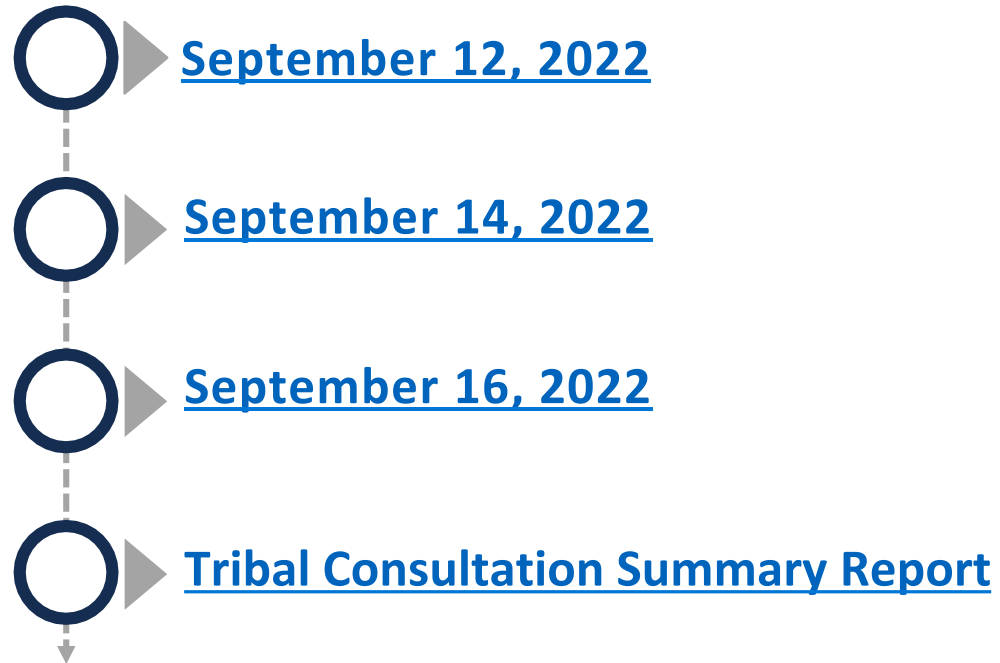 September 12, 2022
September 14, 2022
September 16, 2022
Tribal Consultation Summary Report